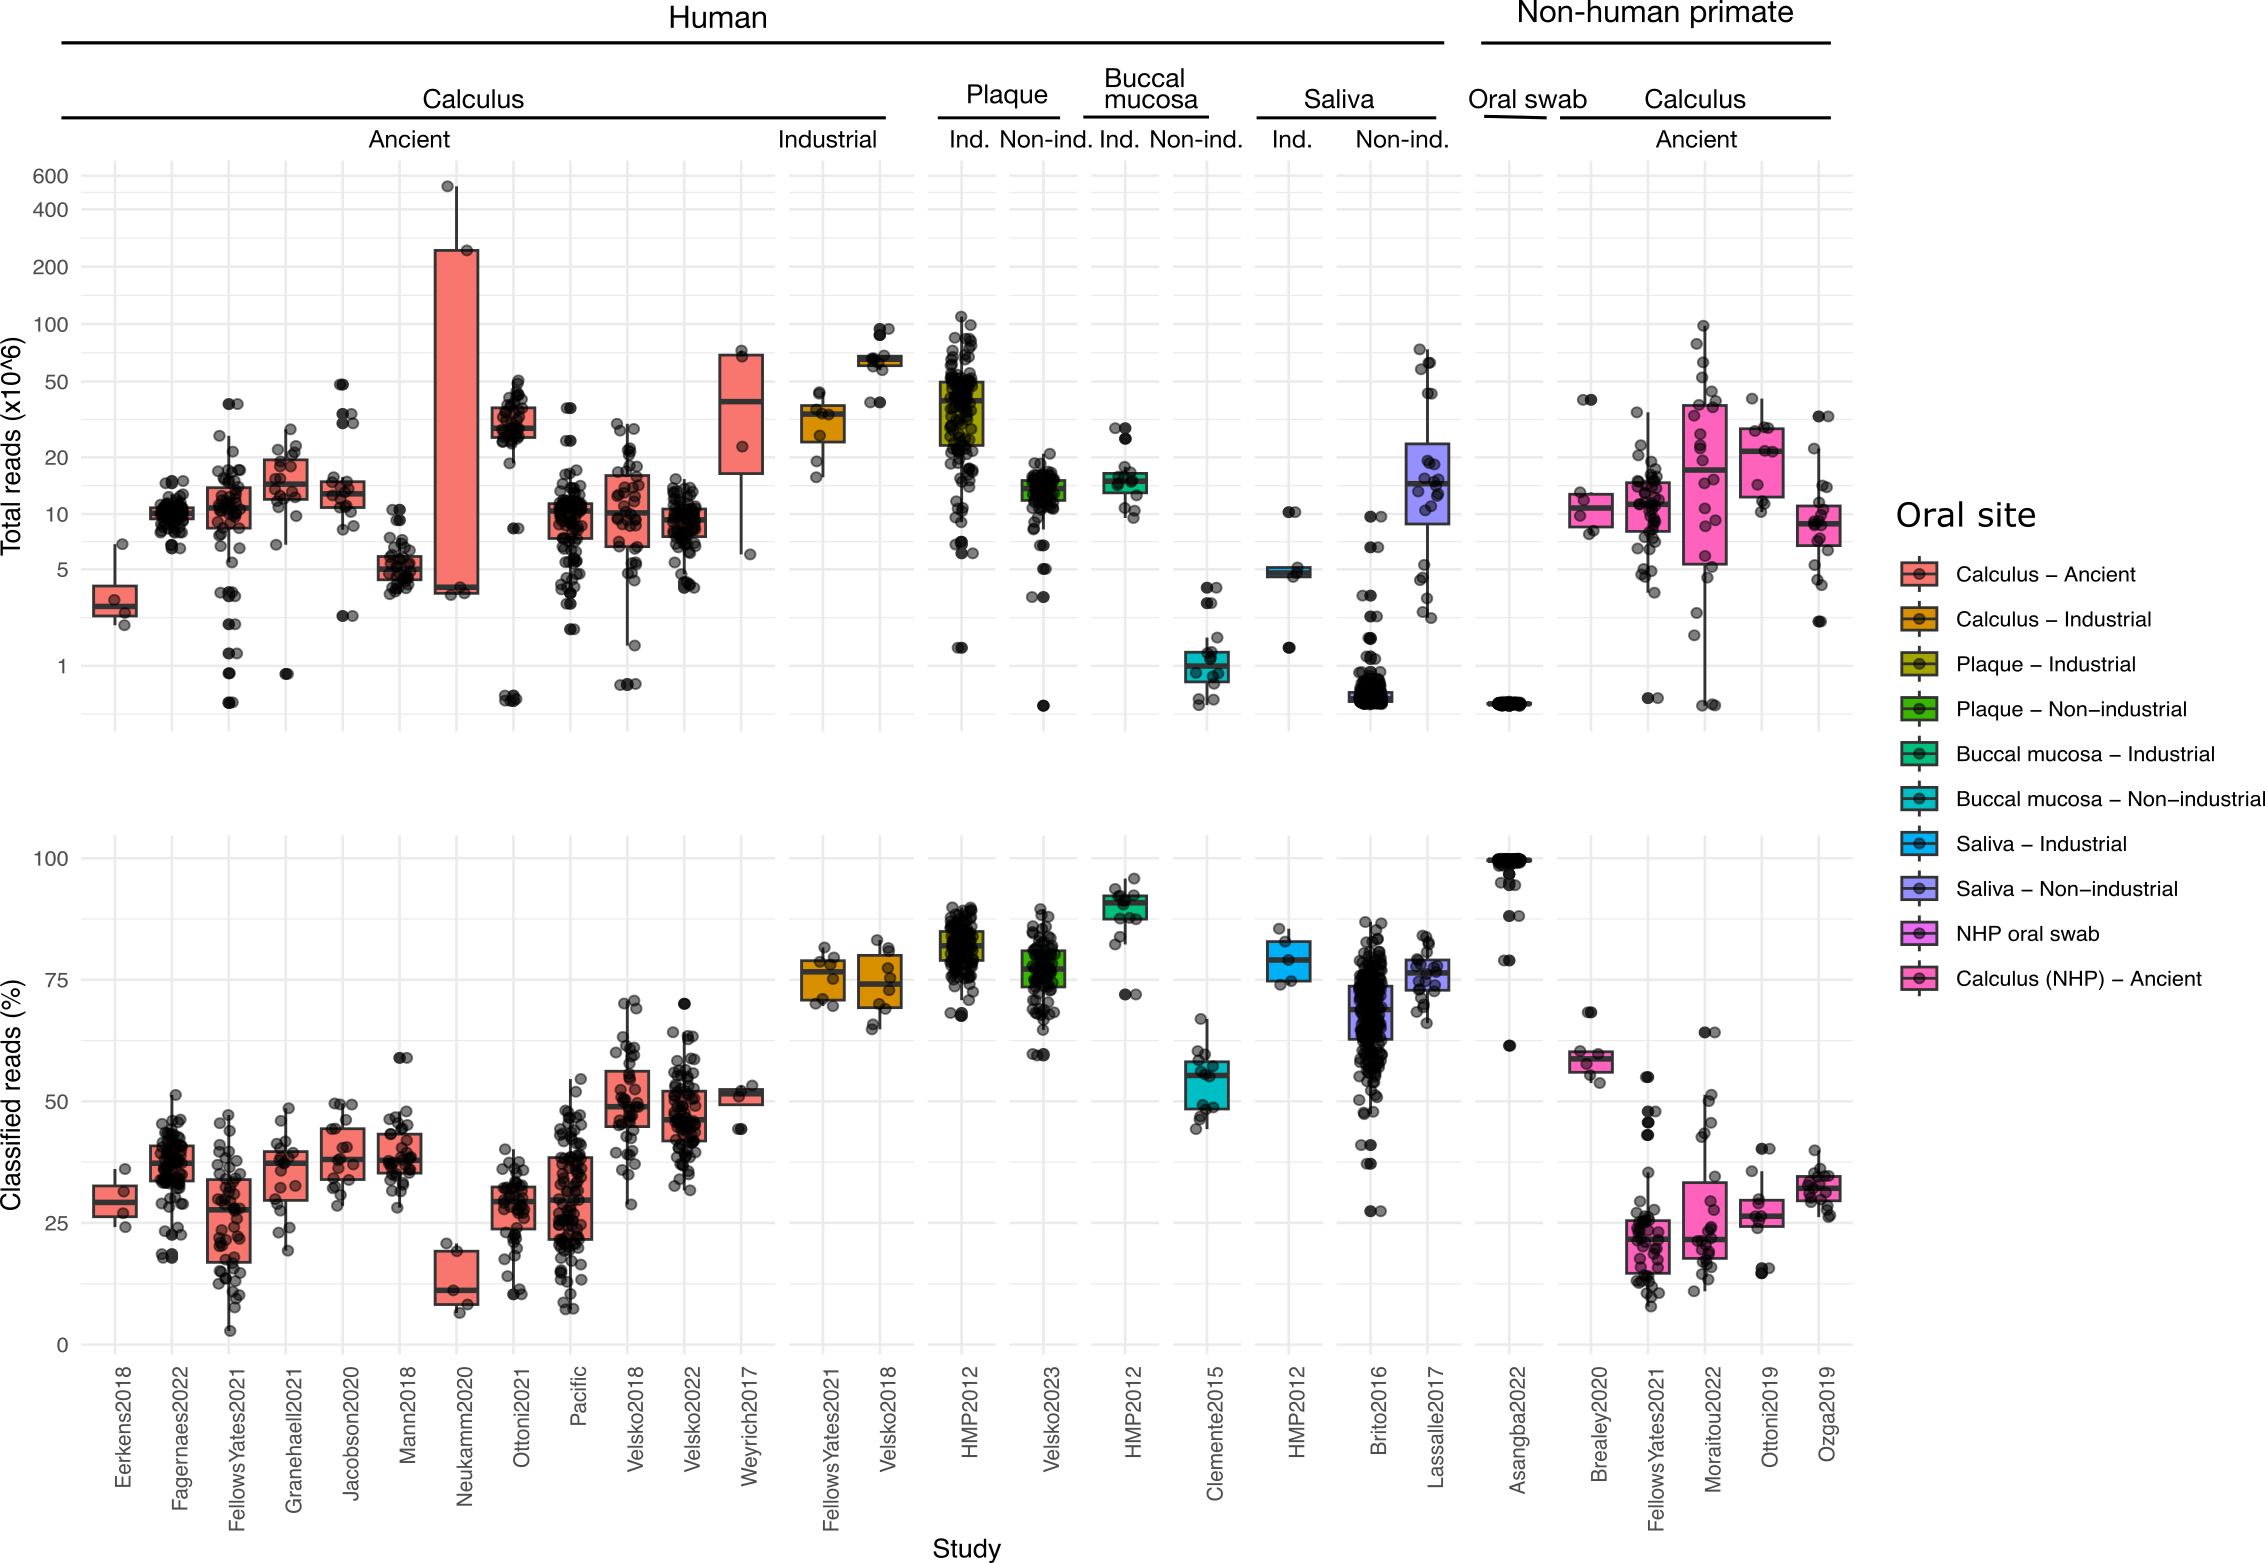 Human
Non-human primate
Calculus
Plaque
Buccal
mucosa
Saliva
Oral swab
Calculus
Ancient
Industrial
Ind.
Non-ind.
Ind.
Non-ind.
Ind.
Non-ind.
Ancient
Total reads (x10^6)
600
400
200
100
50
20
10
5
1
Classified reads (%)
100
75
50
25
0
Eerkens2018
Fagernaes2022
FellowsYates2021
Granehaell2021
Jacobson2020
Mann2018
Neukamm2020
Ottoni2021
Pacific
Velsko2018
Velsko2022
Weyrich2017
FellowsYates2021
Velsko2018
HMP2012
Velsko2023
HMP2012
Clemente2015
HMP2012
Brito2016
Lassalle2017
Asangba2022
Brealey2020
FellowsYates2021
Moraitou2022
Ottoni2019
Ozga2019
Study
Oral site
Calculus – Ancient
Calculus – Industrial
Plaque – Industrial
Plaque – Non–industrial
Buccal mucosa – Industrial
Buccal mucosa – Non–industrial
Saliva – Industrial
Saliva – Non–industrial
NHP oral swab
Calculus (NHP) – Ancient